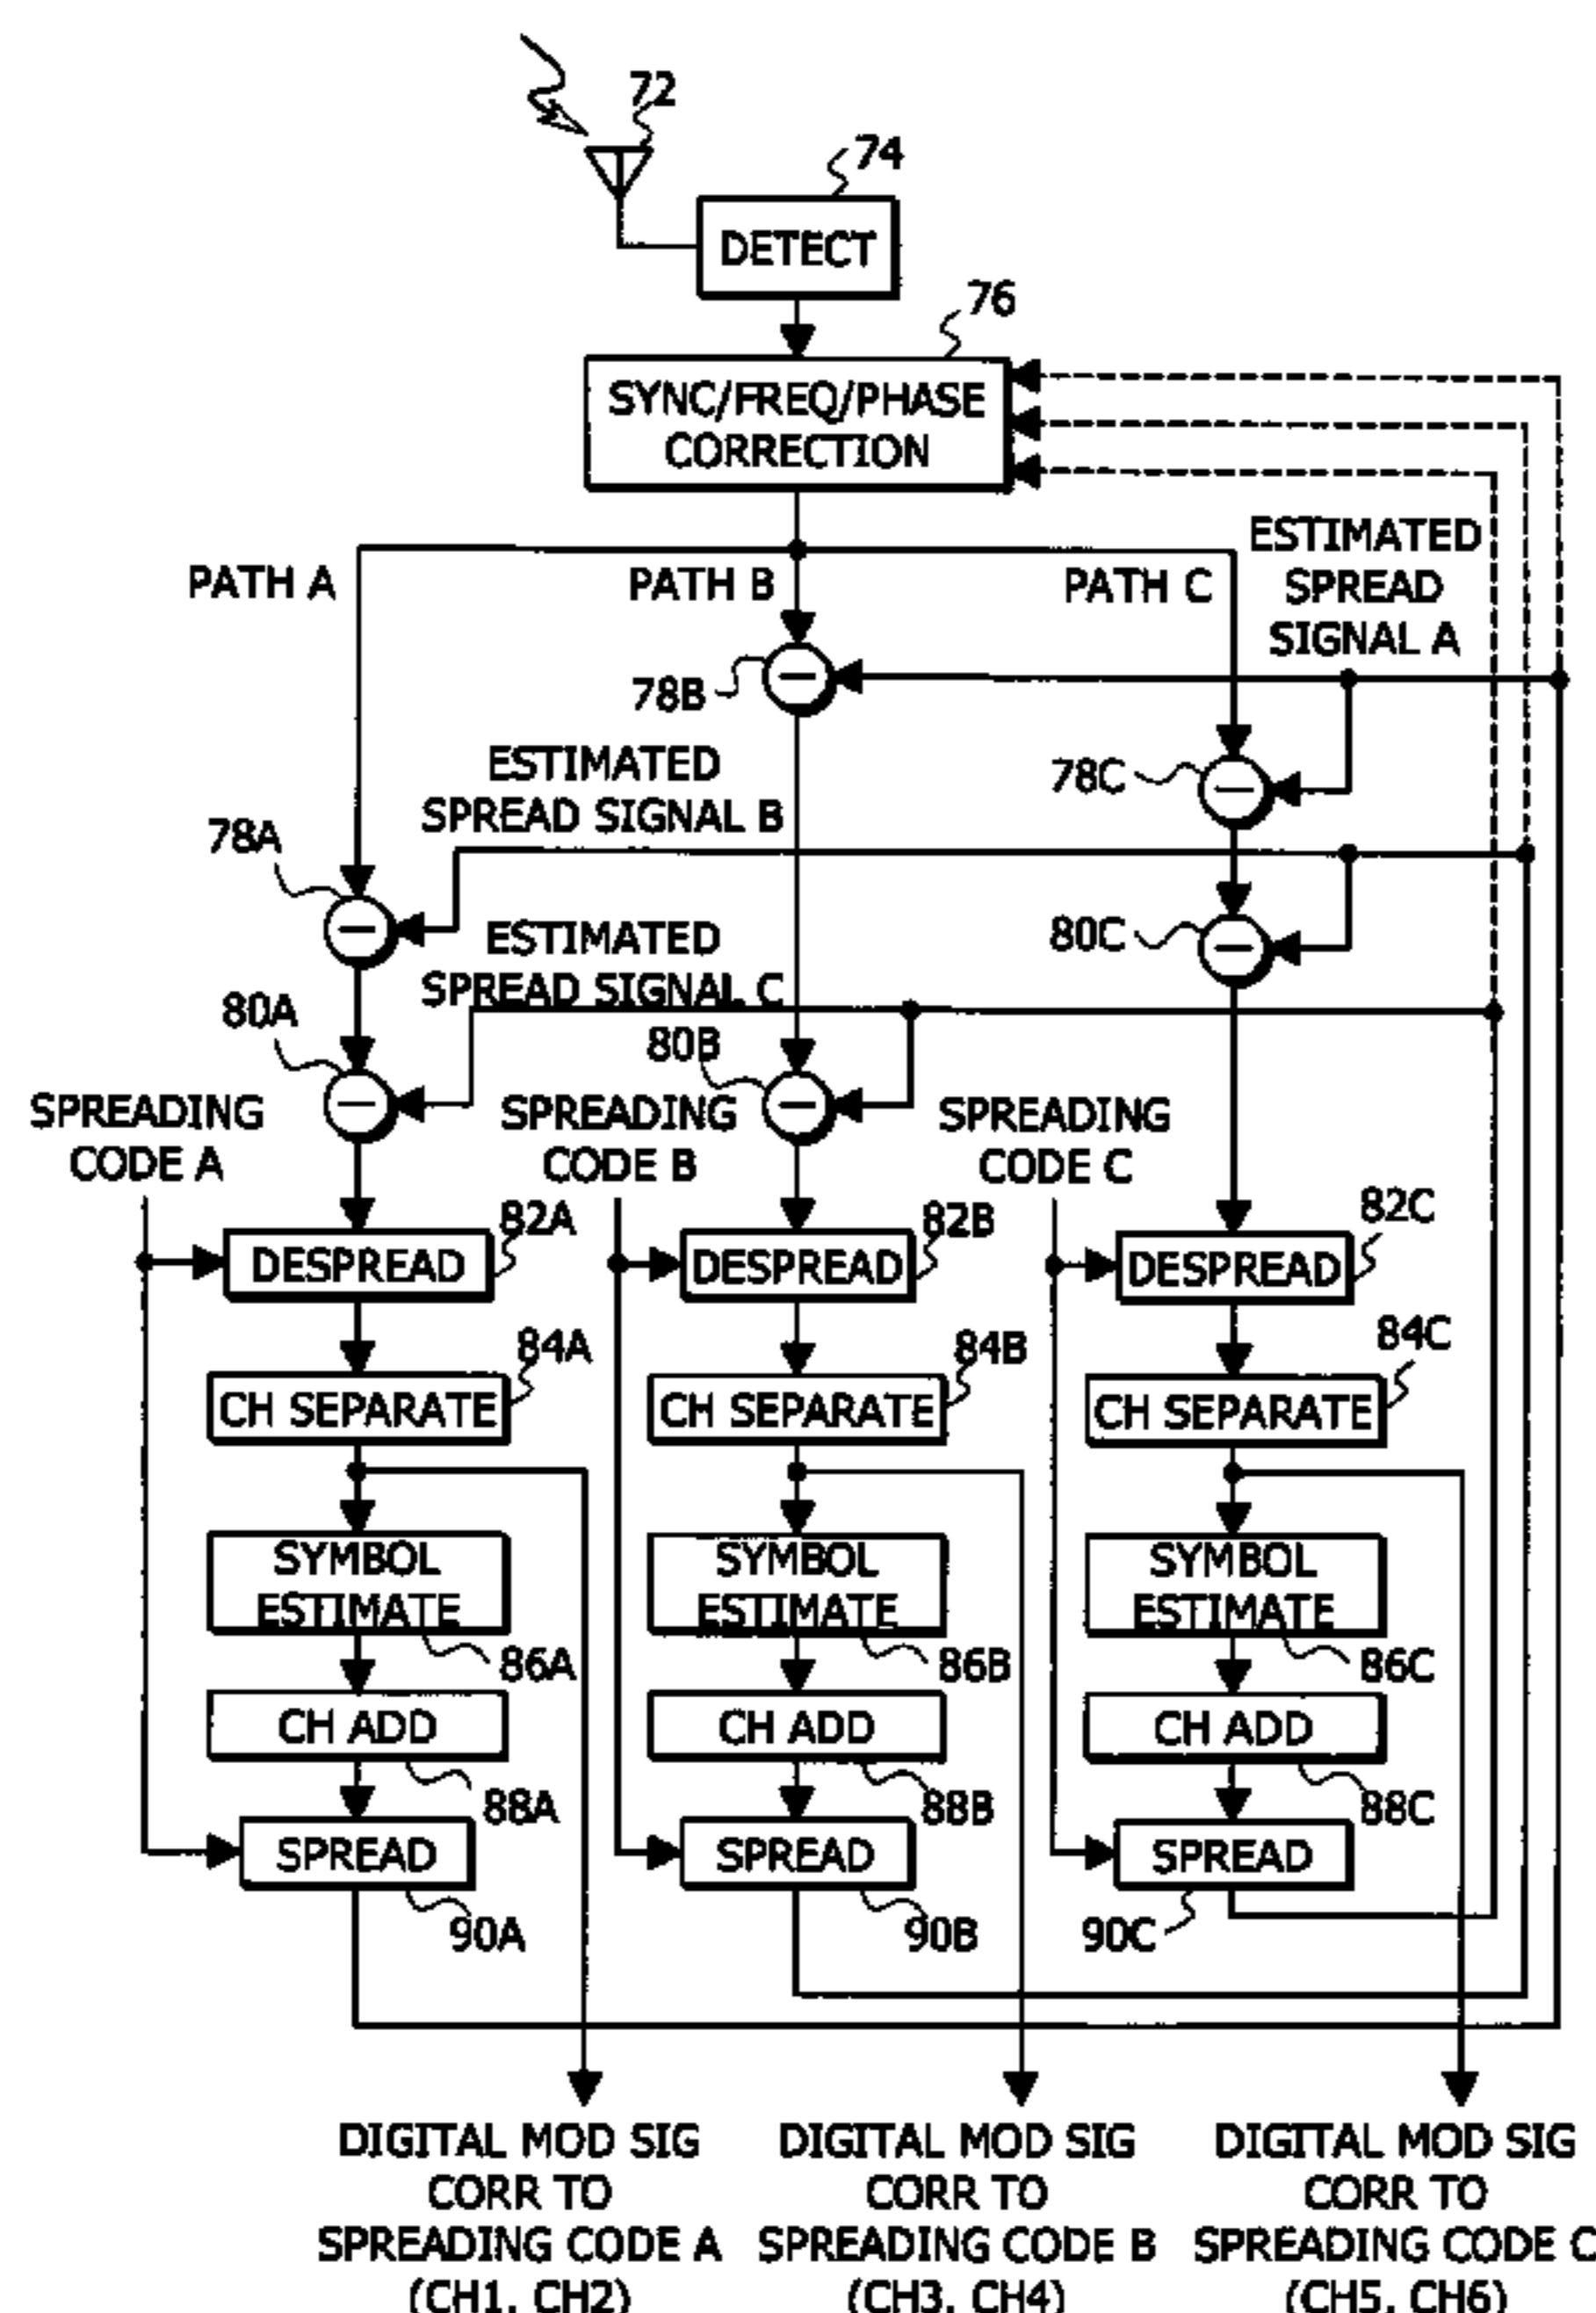 72
74
DETECT
76
SYNC/FREQ/PHASE
CORRECTION
PATH A
PATH B
PATH C
ESTIMATED
SPREAD
SIGNAL A
78B
ESTIMATED
SPREAD SIGNAL B
78C
78A
ESTIMATED
SPREAD SIGNAL C
80C
80A
80B
SPREADING
CODE A
SPREADING
CODE B
SPREADING
CODE C
82A
82B
82C
DESPREAD
DESPREAD
DESPREAD
84A
84B
84C
CH SEPARATE
CH SEPARATE
CH SEPARATE
SYMBOL
ESTIMATE
SYMBOL
ESTIMATE
SYMBOL
ESTIMATE
86A
86B
86C
CH ADD
CH ADD
CH ADD
88A
88B
88C
SPREAD
SPREAD
SPREAD
90A
90B
90C
DIGITAL MOD SIG
CORR TO
SPREADING CODE A
(CH1, CH2)
DIGITAL MOD SIG
CORR TO
SPREADING CODE B
(CH3, CH4)
DIGITAL MOD SIG
CORR TO
SPREADING CODE C
(CH5, CH6)